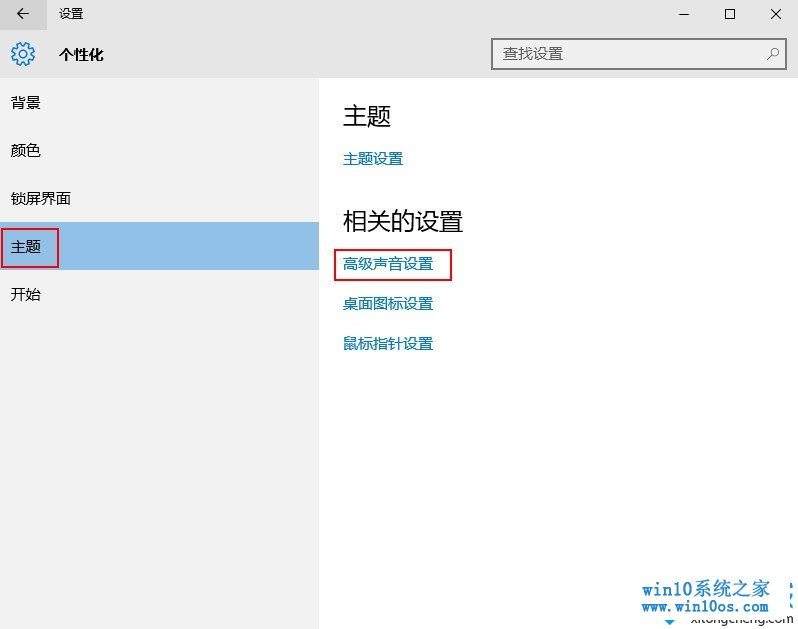 设置
个性化
查找设置
背景
颜色
锁屏界面
主题
开始
主题
主题设置
相关的设置
高级声音设置
桌面图标设置
鼠标指针设置
win10系统之家
www.win10os.com
xitongcheng.com